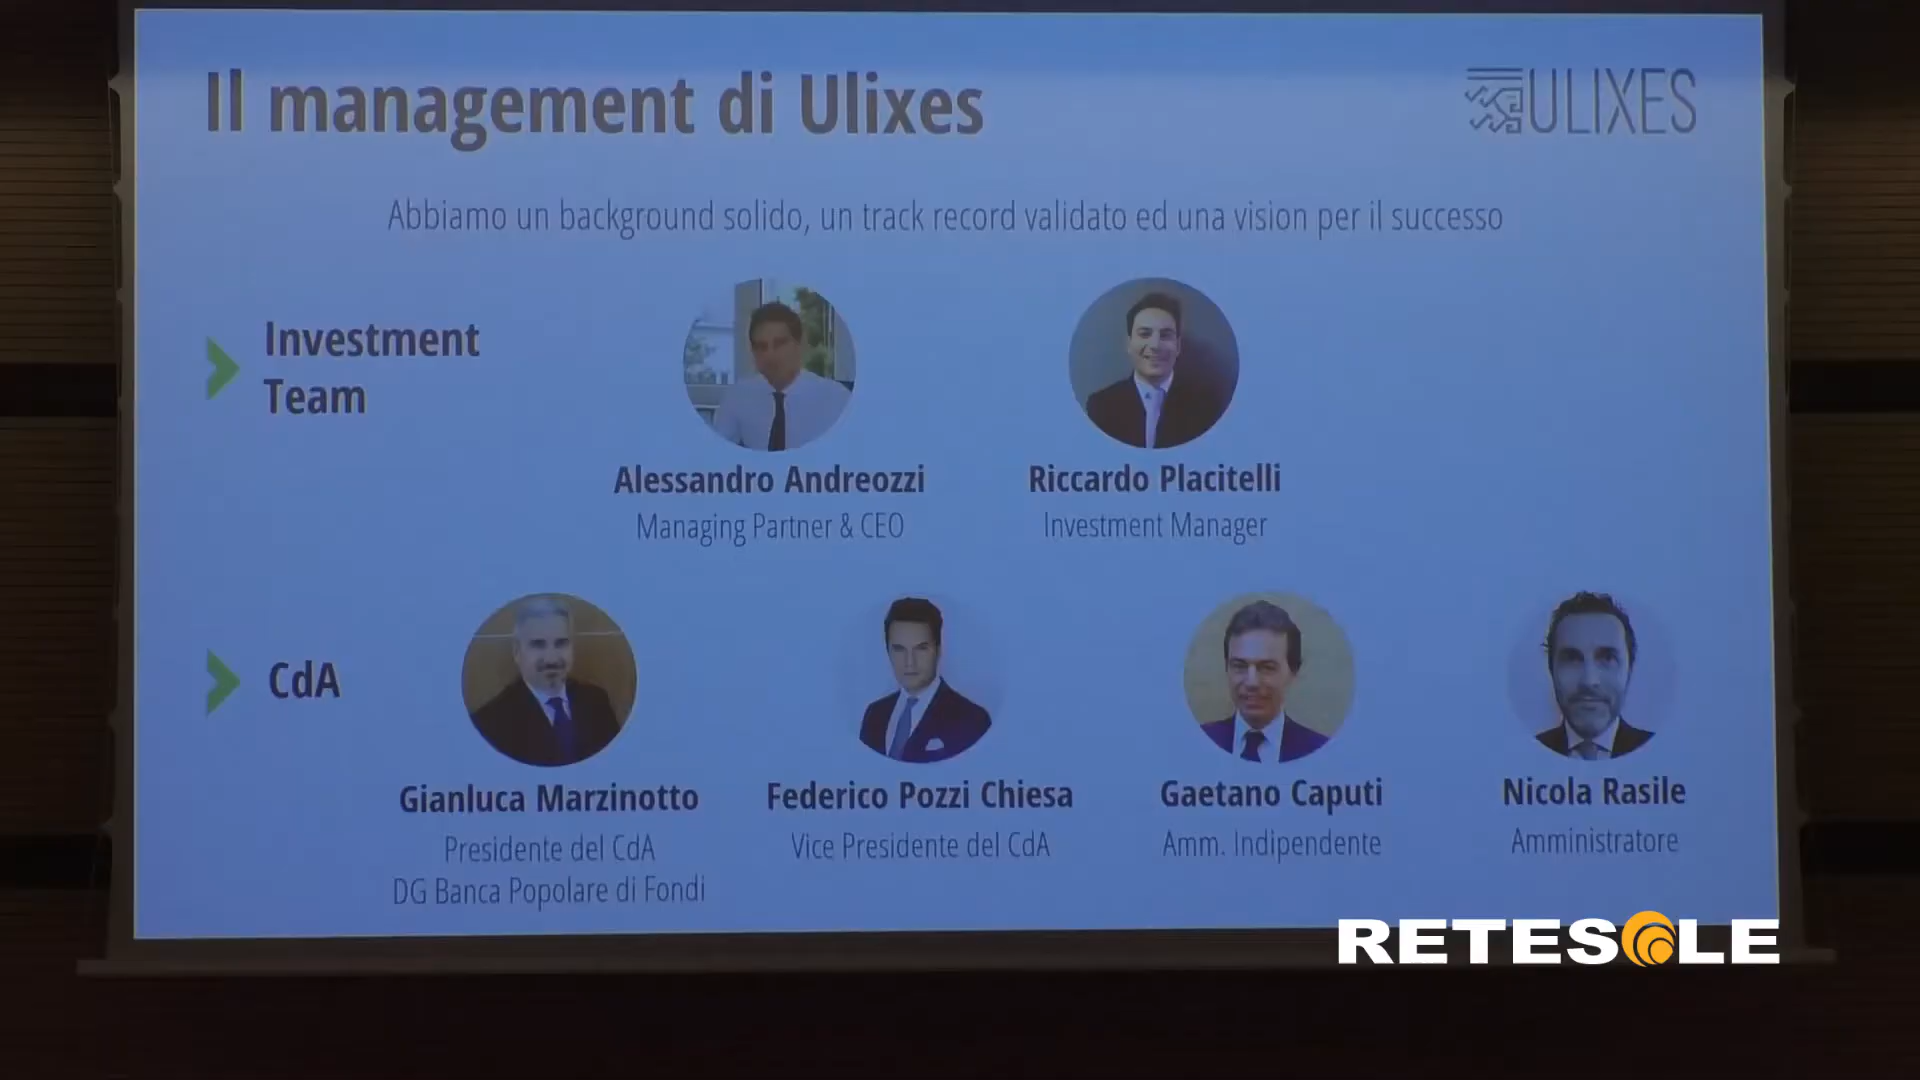 Il management di Ulixes
ULIXES
Abbiamo un background solido, un track record validato ed una vision per il successo
Investment
Team
Alessandro Andreozzi
Managing Partner & CEO
Riccardo Placitelli
Investment Manager
CdA
Gianluca Marzinotto
Presidente del CdA
DG Banca Popolare di Fondi
Federico Pozzi Chiesa
Vice Presidente del CdA
Gaetano Caputi
Amm. Indipendente
Nicola Rasile
Amministratore
RETESOLE